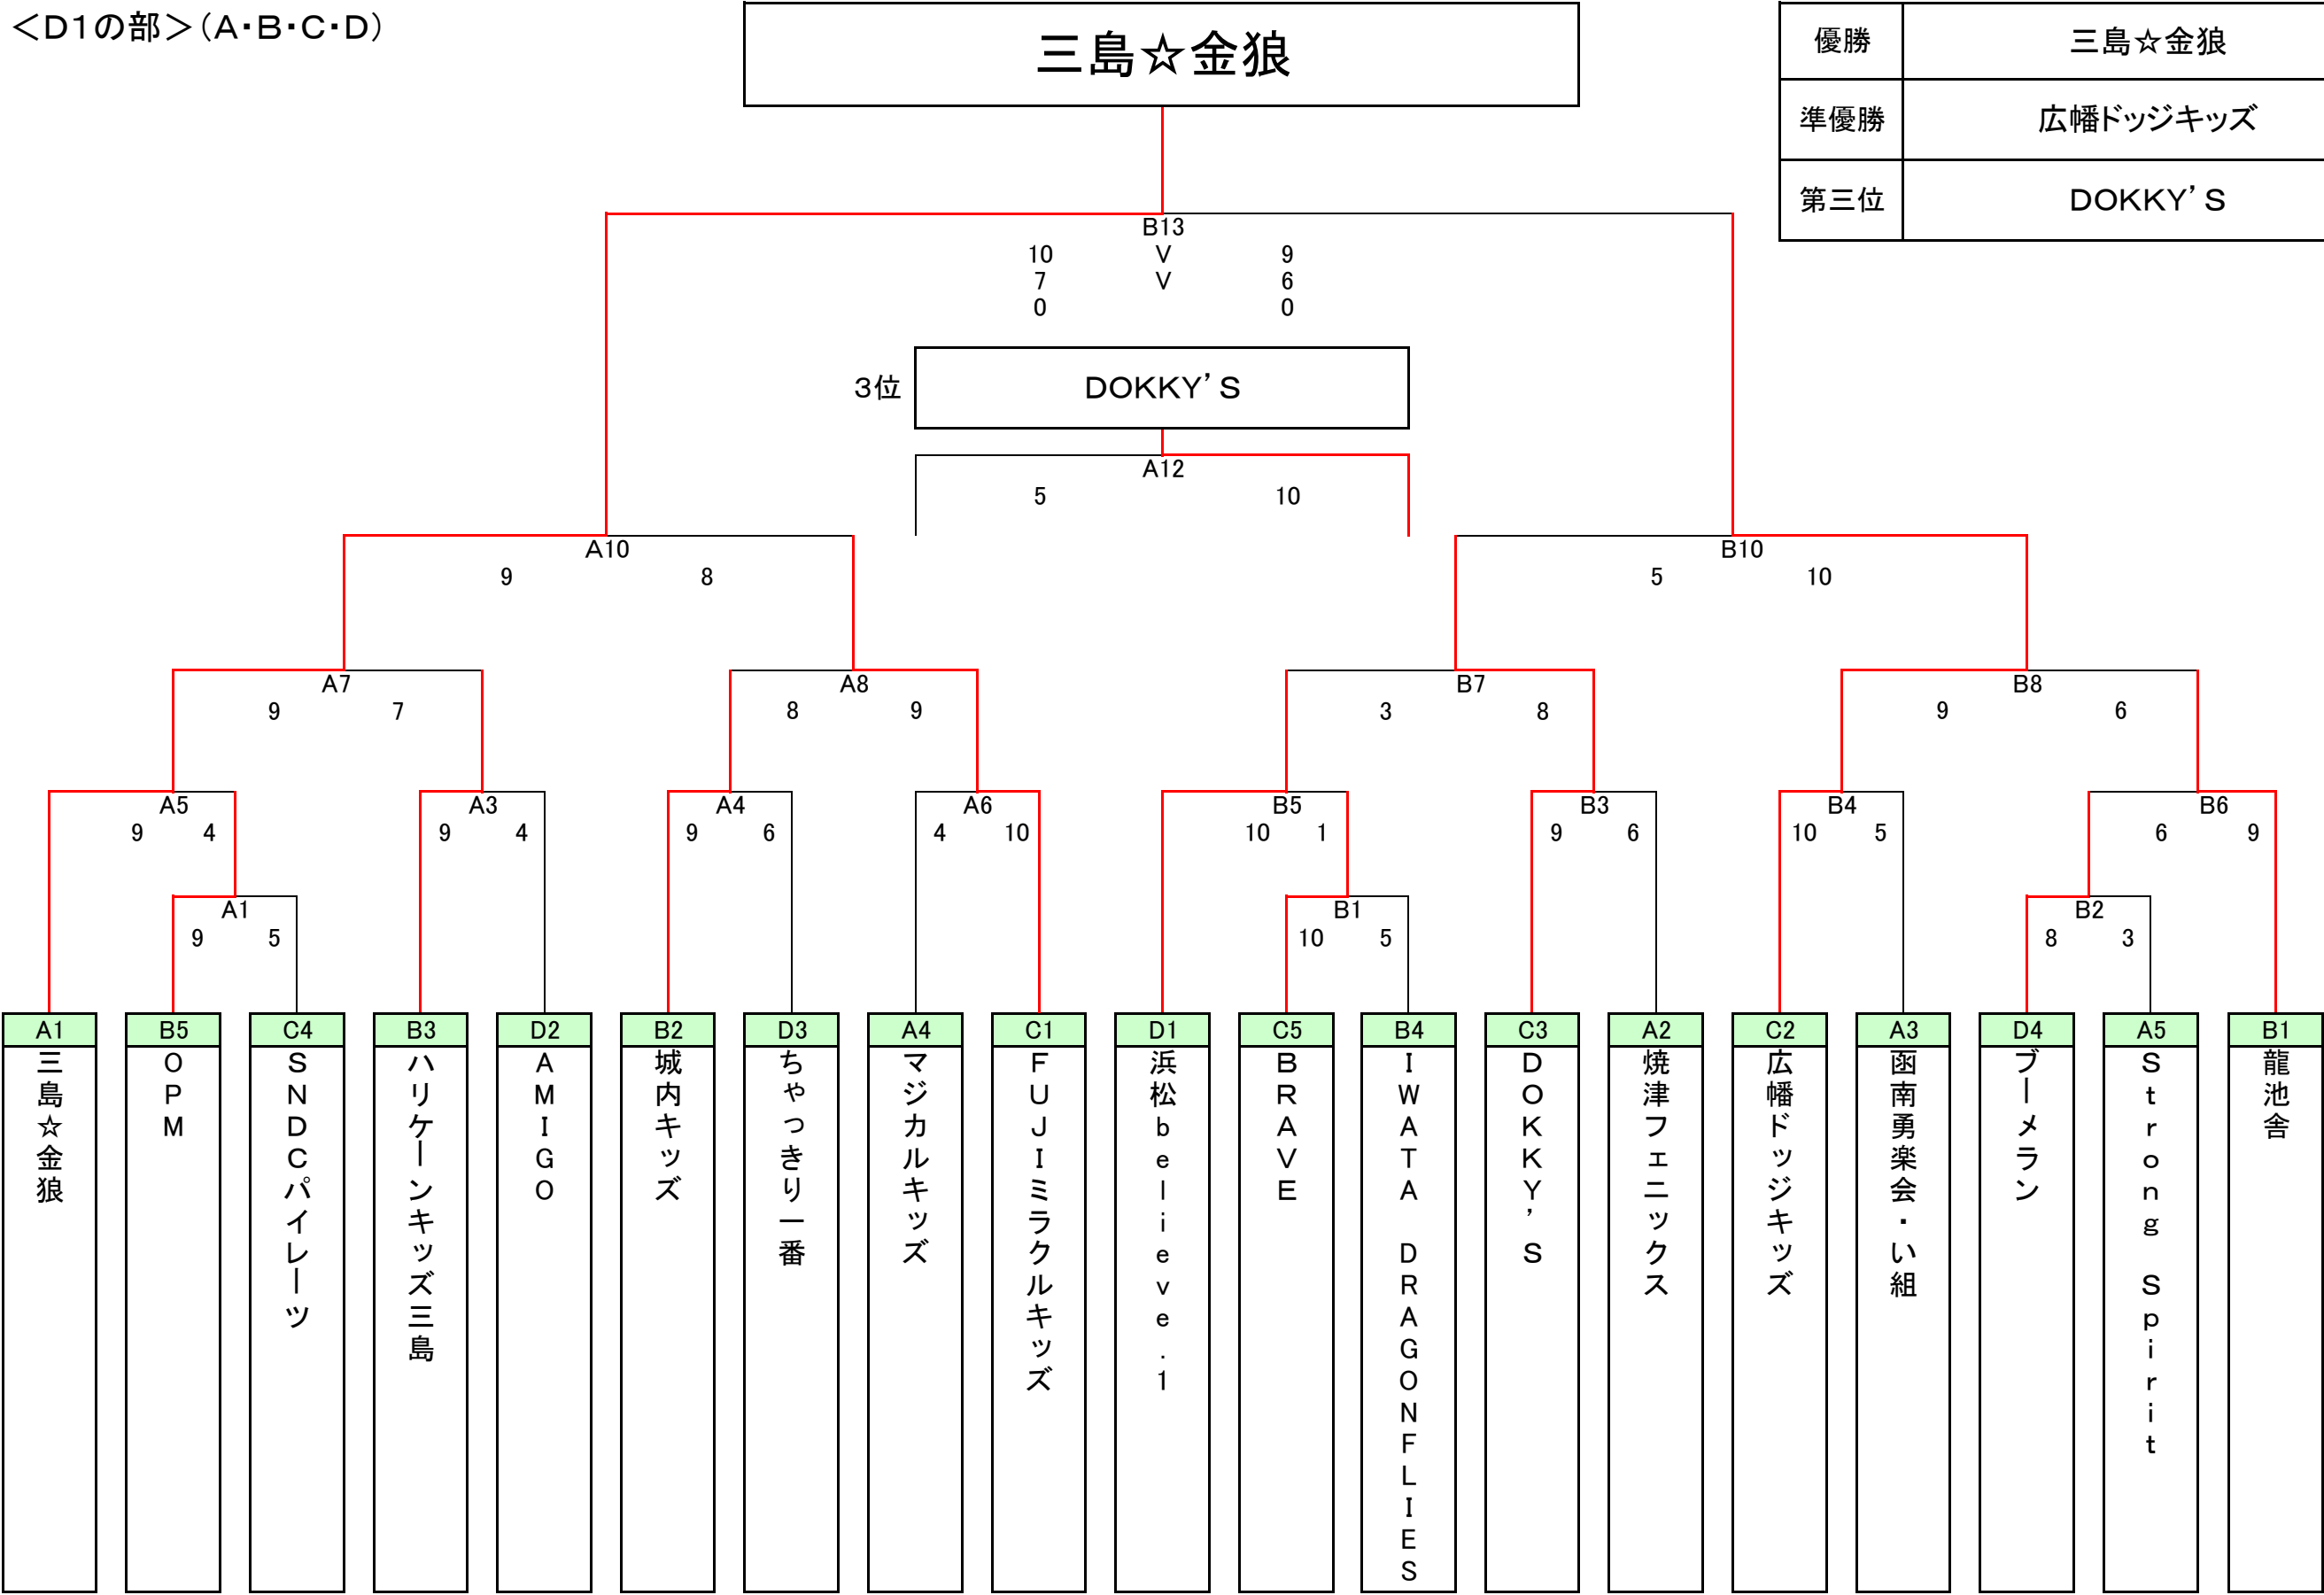 ＜D1の部＞（A・B・C・D）
三島☆金狼
優勝 三島☆金狼
準優勝 広幡ドッジキッズ
第三位 DOKKY’S
B13
10 V 9
7 V 6
0 0
3位 DOKKY’S
A12
5 10
A10 B10
9 8 5 10
A7 A8 B7 B8
9 7 8 9 3 8 9 6
A5 A3 A4 A6 B5 B3 B4 B6
9 4 9 4 9 6 4 10 10 1 9 6 10 5 6 9
A1 B1 B2
9 5 10 5 8 3
A1 B5 C4 B3 D2 B2 D3 A4 C1 D1 C5 B4 C3 A2 C2 A3 D4 A5 B1
三島☆金狼
OPM
SNDCパイレーツ
ハリケーンキッズ三島
AMIGO
城内キッズ
ちゃっきり一番
マジカルキッズ
FUJIミラクルキッズ
浜松believe.1
BRAVE
IWATA DRAGONFLIES
DOKKY’S
焼津フェニックス
広幡ドッジキッズ
函南勇楽会・い組
ブーメラン
Strong Spirit
龍池舎